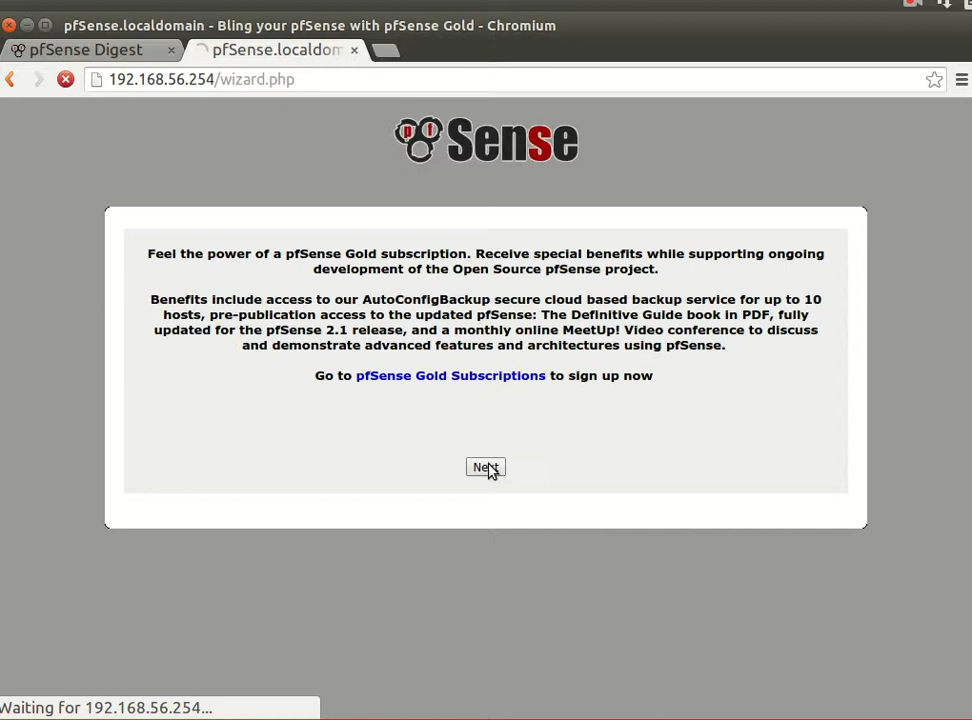 pfSense.localdomain - Bling your pfSense with pfSense Gold - Chromium
pfSense Digest
pfSense.localdom
192.168.56.254/wizard.php
pf Sense
Feel the power of a pfSense Gold subscription. Receive special benefits while supporting ongoing
development of the Open Source pfSense project.
Benefits include access to our AutoConfigBackup secure cloud based backup service for up to 10
hosts, pre-publication access to the updated pfSense: The Definitive Guide book in PDF, fully
updated for the pfSense 2.1 release, and a monthly online MeetUp! Video conference to discuss
and demonstrate advanced features and architectures using pfSense.
Go to pfSense Gold Subscriptions to sign up now
Next
Waiting for 192.168.56.254...